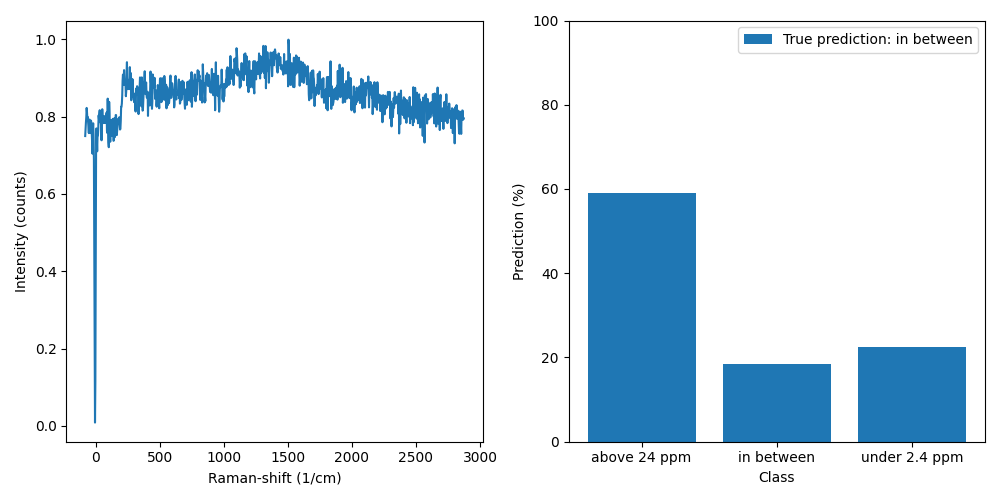 1.0
0.8
0.6
0.4
0.2
0.0
Intensity (counts)
0 500 1000 1500 2000 2500 3000
Raman-shift (1/cm)
100
80
60
40
20
0
Prediction (%)
True prediction: in between
above 24 ppm in between under 2.4 ppm
Class